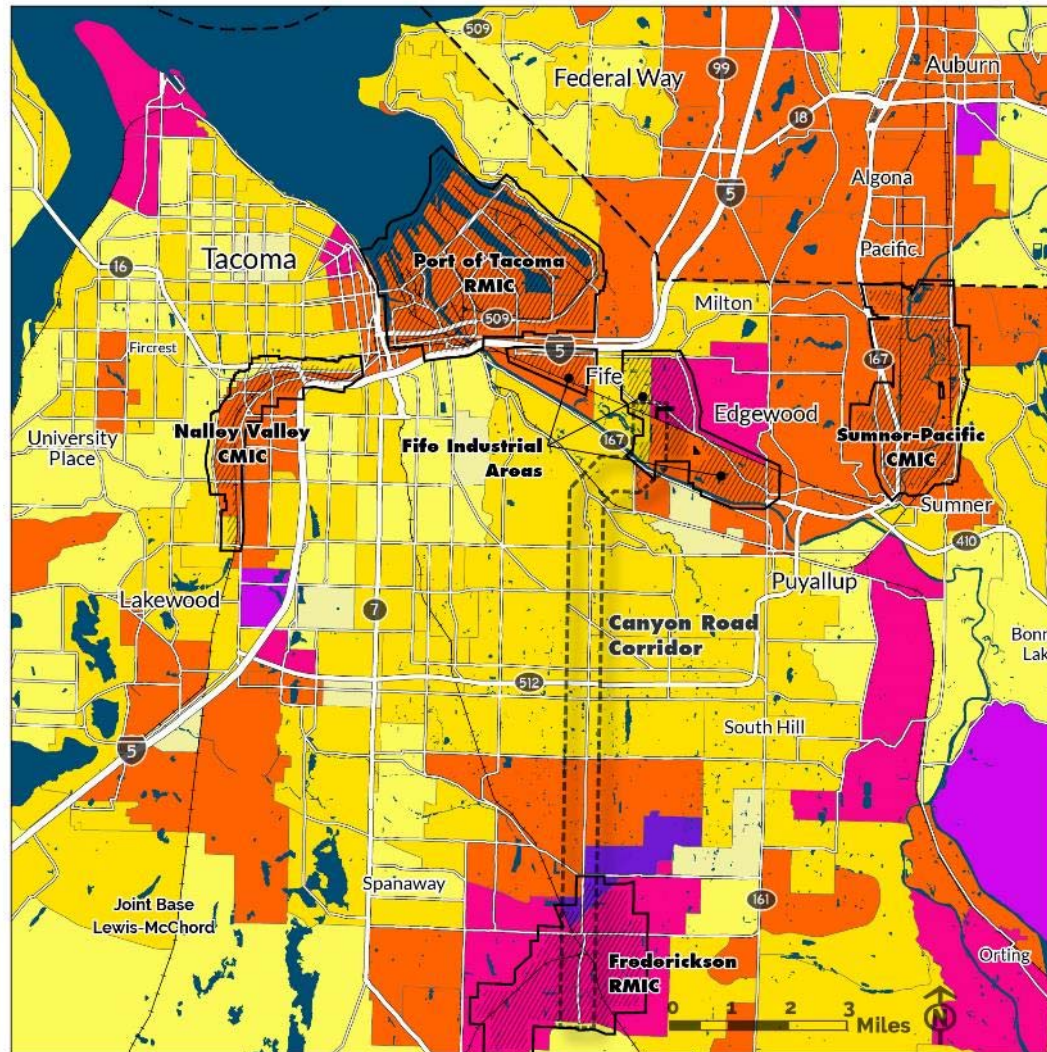 509
Federal Way
99
Auburn
18
5
Algona
Tacoma
Port of Tacoma
RMIC
Pacific
16
509
Milton
Fircrest
5
Fife
167
Edgewood
University
Place
Nalley Valley
CMIC
Fife Industrial
Areas
167
Sumner-Pacific
CMIC
Sumner
410
Puyallup
Lakewood
7
Canyon Road
Corridor
Bonn
Lak
512
South Hill
5
Spanaway
161
Joint Base
Lewis-McChord
Frederickson
RMIC
Orting
0 1 2 3
Miles
N